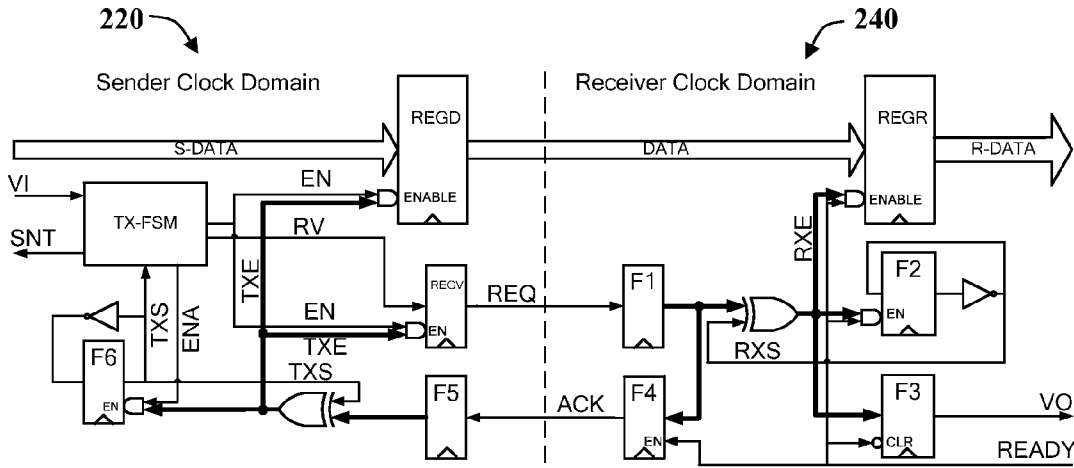 220
240
Sender Clock Domain
Receiver Clock Domain
REGD
REGR
S-DATA
DATA
R-DATA
VI
EN
ENABLE
ENABLE
TX-FSM
SNT
RV
TXE
RXE
REGV
REQ
F1
F2
EN
TXS
ENA
EN
EN
TXE
RXS
F6
TXS
EN
F5
ACK
F4
EN
F3
CLR
VO
READY